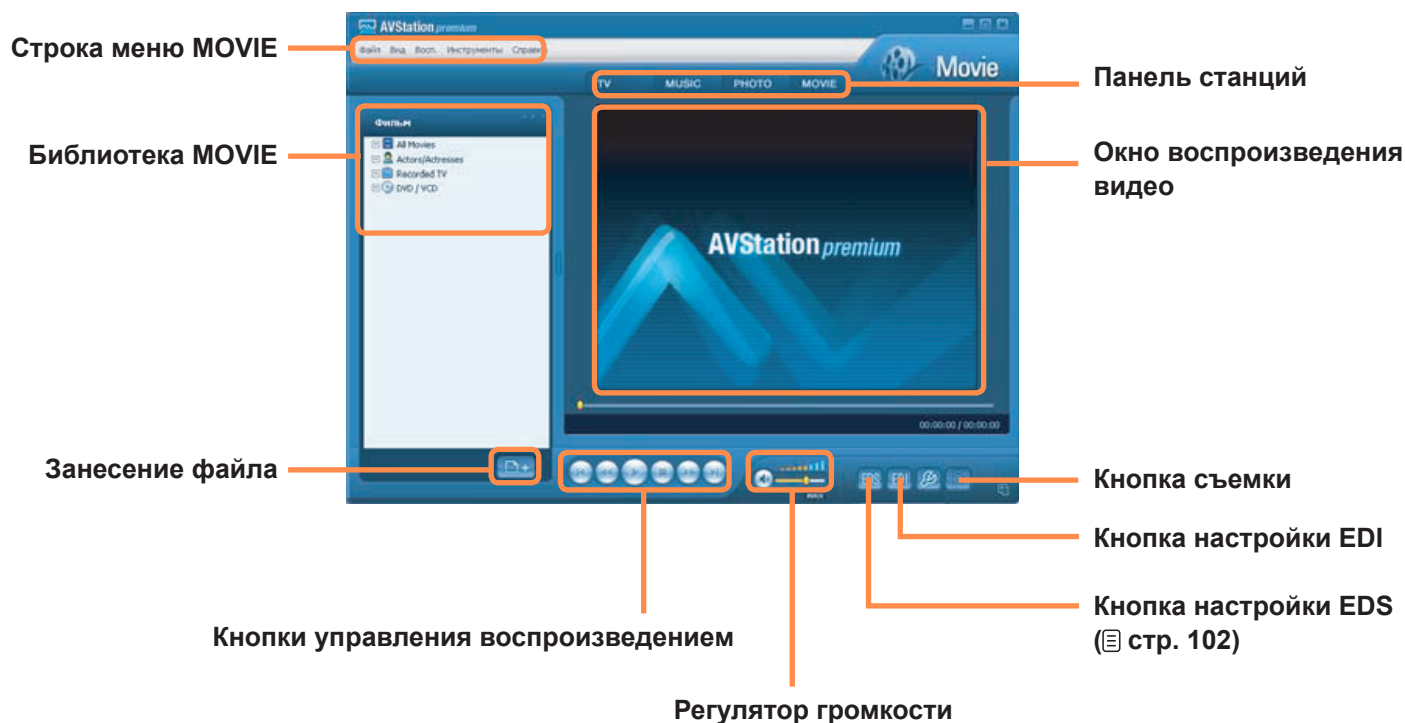 AVStation premium
Строка меню MOVIE
Файл Вид Восп. Инструменты Справка
Movie
TV MUSIC PHOTO MOVIE
Панель станций
Фильм
Библиотека MOVIE
All Movies
Actors/Actresses
Recorded TV
DVD / VCD
Окно воспроизведения
видео
AVStation premium
00:00:00 / 00:00:00
Занесение файла
EDS EDI
Кнопка съемки
Кнопка настройки EDI
Кнопка настройки EDS
(стр. 102)
Кнопки управления воспроизведением
Регулятор громкости